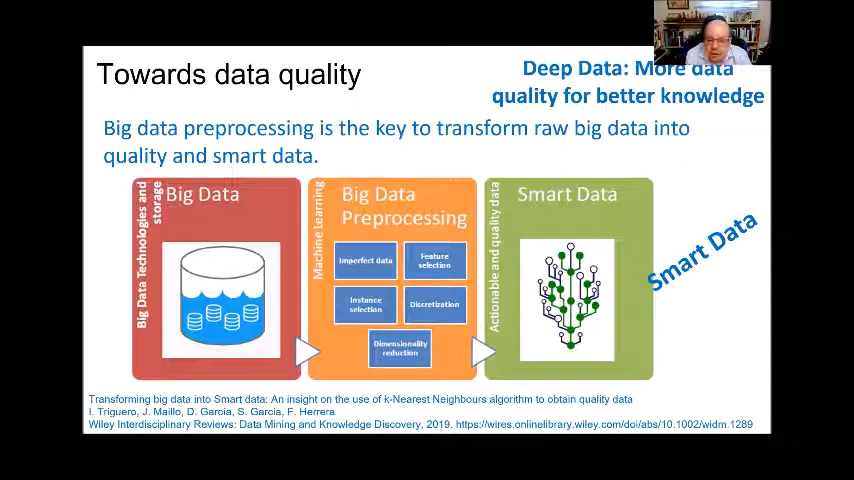 Towards data quality
Deep Data: More data
quality for better knowledge
Big data preprocessing is the key to transform raw big data into
quality and smart data.
Big Data Technologies and
storage
Big Data
Machine Learning
Big Data
Preprocessing
Imperfect data
Feature
selection
Instance
selection
Discretization
Dimensionality
reduction
Actionable and quality data
Smart Data
Smart Data
Transforming big data into Smart data: An insight on the use of k-Nearest Neighbours algorithm to obtain quality data
I. Triguero, J. Maillo, D. García, S. Garcia, F. Herrera
Wiley Interdisciplinary Reviews: Data Mining and Knowledge Discovery, 2019. https://wires.onlinelibrary.wiley.com/doi/abs/10.1002/widm.1289